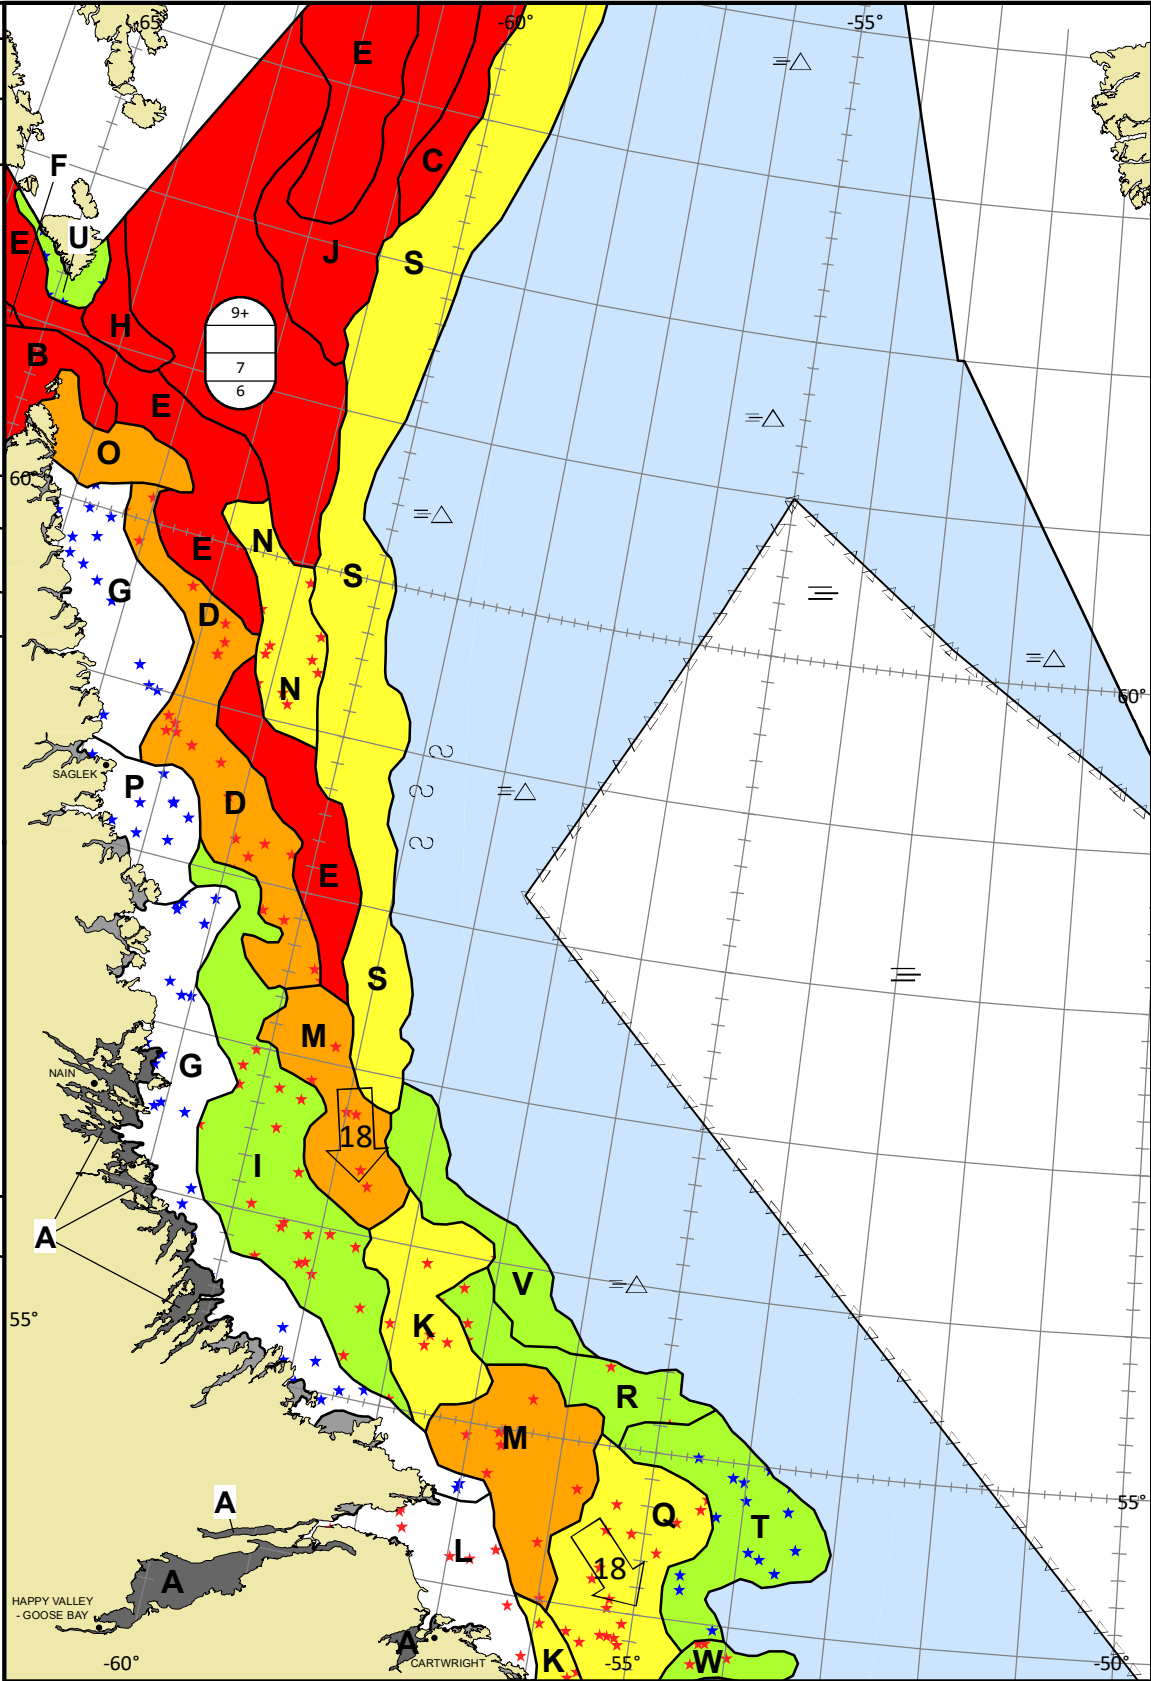 -65°
-60°
-55°
E
C
F
E
U
J
S
H
9+
7
6
B
E
O
60°
N
E
S
G
D
N
60°
SAGLEK
P
D
E
S
M
G
NAIN
18
I
A
V
55°
K
R
M
A
Q
55°
T
L
18
A
HAPPY VALLEY
- GOOSE BAY
A
CARTWRIGHT
K
W
-60°
-55°
-50°